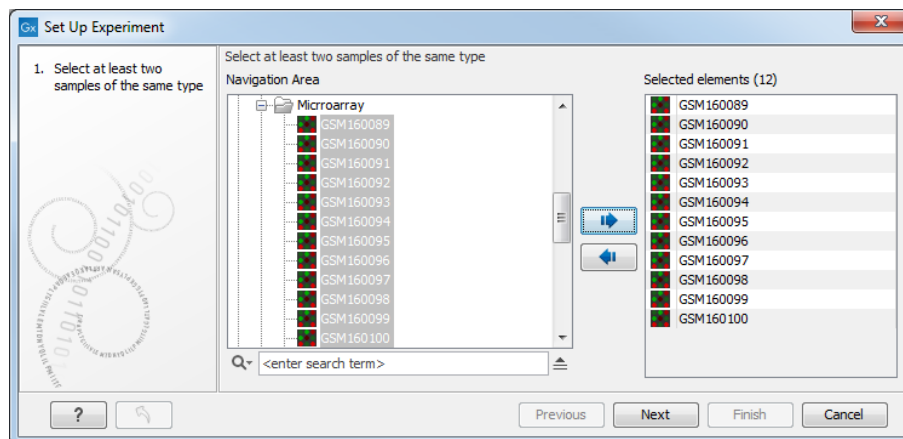 Gx Set Up Experiment
1. Select at least two samples of the same type
Select at least two samples of the same type
Navigation Area
Micrroarray
GSM160089
GSM160090
GSM160091
GSM160092
GSM160093
GSM160094
GSM160095
GSM160096
GSM160097
GSM160098
GSM160099
GSM160100
<enter search term>
Selected elements (12)
GSM160089
GSM160090
GSM160091
GSM160092
GSM160093
GSM160094
GSM160095
GSM160096
GSM160097
GSM160098
GSM160099
GSM160100
?
Previous
Next
Finish
Cancel